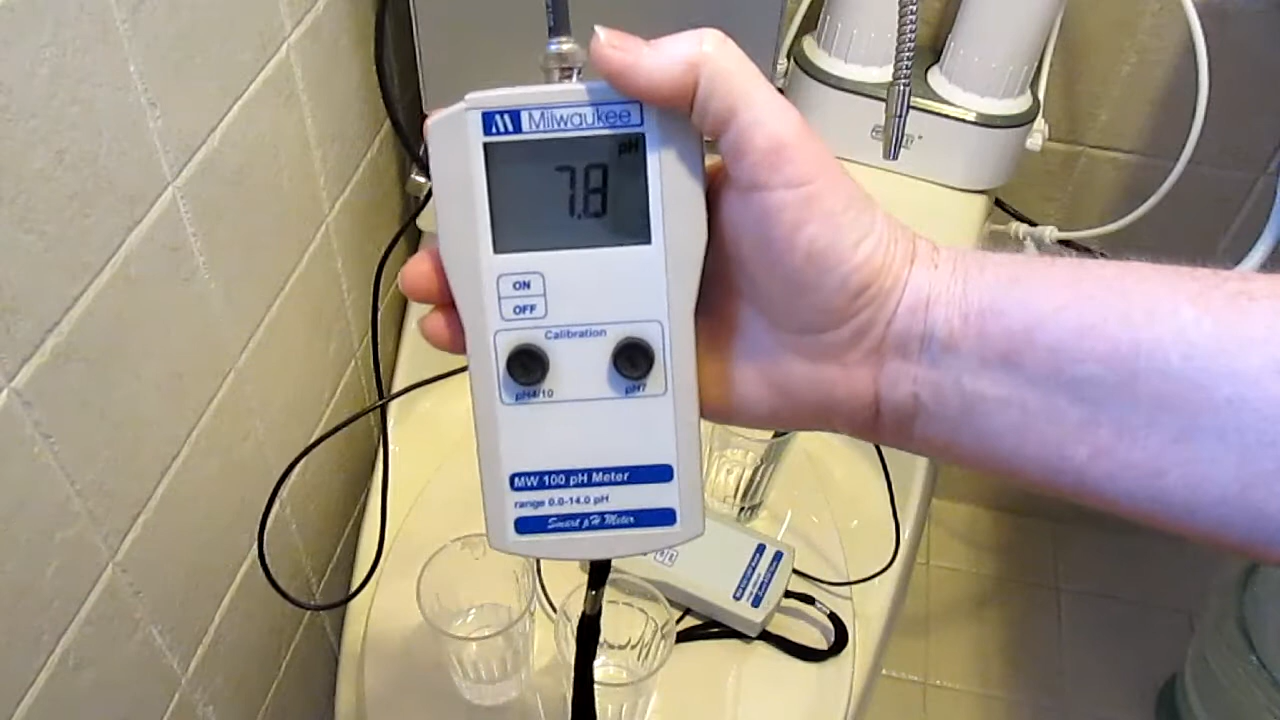 Milwaukee
pH
7.8
ON
OFF
Calibration
pH4/10 pH7
MW 100 pH Meter
range 0.0-14.0 pH
Smart pH Meter